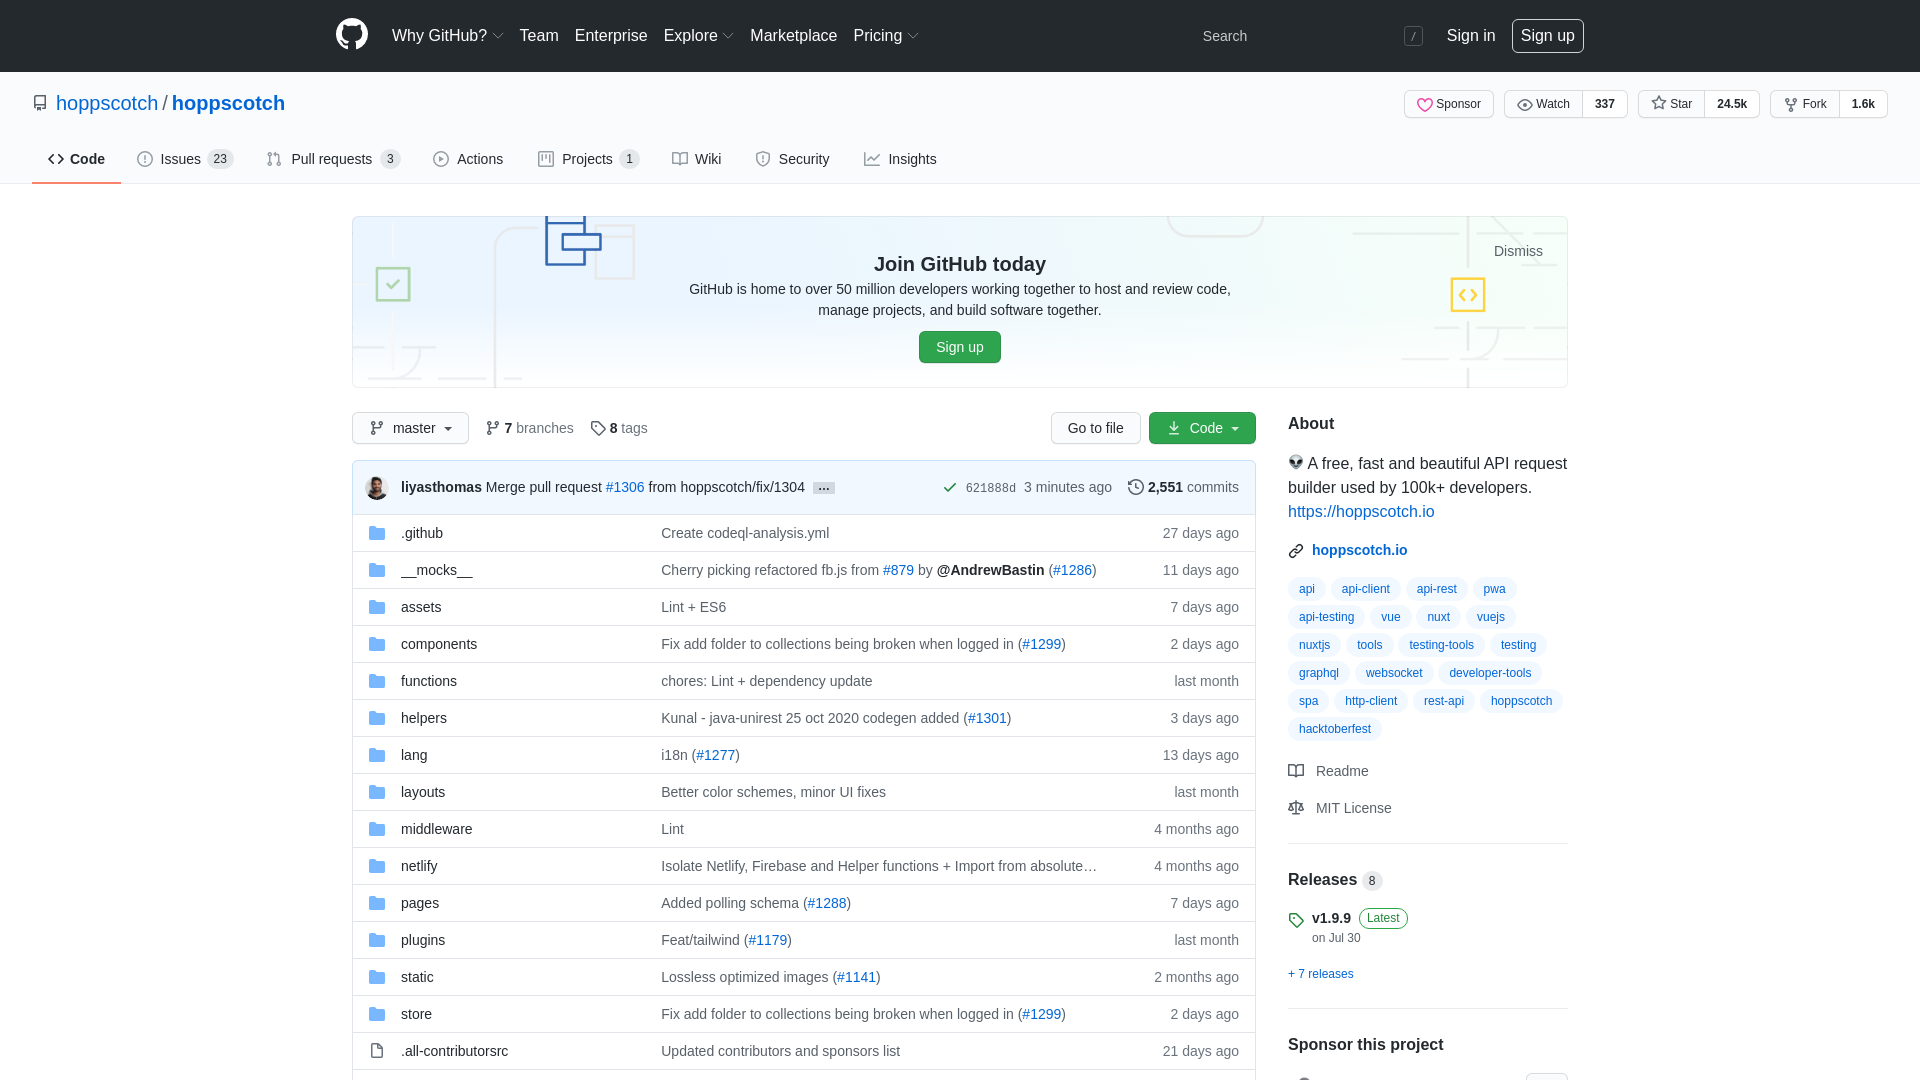 Why GitHub? Team Enterprise Explore Marketplace Pricing Search / Sign in Sign up
hoppscotch / hoppscotch Sponsor Watch 337 Star 24.5k Fork 1.6k
Code Issues 23 Pull requests 3 Actions Projects 1 Wiki Security Insights
Dismiss
Join GitHub today
GitHub is home to over 50 million developers working together to host and review code,
manage projects, and build software together.
Sign up
master 7 branches 8 tags Go to file Code
liyasthomas Merge pull request #1306 from hoppscotch/fix/1304 … 621888d 3 minutes ago 2,551 commits
.github Create codeql-analysis.yml 27 days ago
__mocks__ Cherry picking refactored fb.js from #879 by @AndrewBastin (#1286) 11 days ago
assets Lint + ES6 7 days ago
components Fix add folder to collections being broken when logged in (#1299) 2 days ago
functions chores: Lint + dependency update last month
helpers Kunal - java-unirest 25 oct 2020 codegen added (#1301) 3 days ago
lang i18n (#1277) 13 days ago
layouts Better color schemes, minor UI fixes last month
middleware Lint 4 months ago
netlify Isolate Netlify, Firebase and Helper functions + Import from absolute… 4 months ago
pages Added polling schema (#1288) 7 days ago
plugins Feat/tailwind (#1179) last month
static Lossless optimized images (#1141) 2 months ago
store Fix add folder to collections being broken when logged in (#1299) 2 days ago
.all-contributorsrc Updated contributors and sponsors list 21 days ago
About
👽 A free, fast and beautiful API request
builder used by 100k+ developers.
https://hoppscotch.io
hoppscotch.io
api api-client api-rest pwa
api-testing vue nuxt vuejs
nuxtjs tools testing-tools testing
graphql websocket developer-tools
spa http-client rest-api hoppscotch
hacktoberfest
Readme
MIT License
Releases 8
v1.9.9 Latest
on Jul 30
+ 7 releases
Sponsor this project